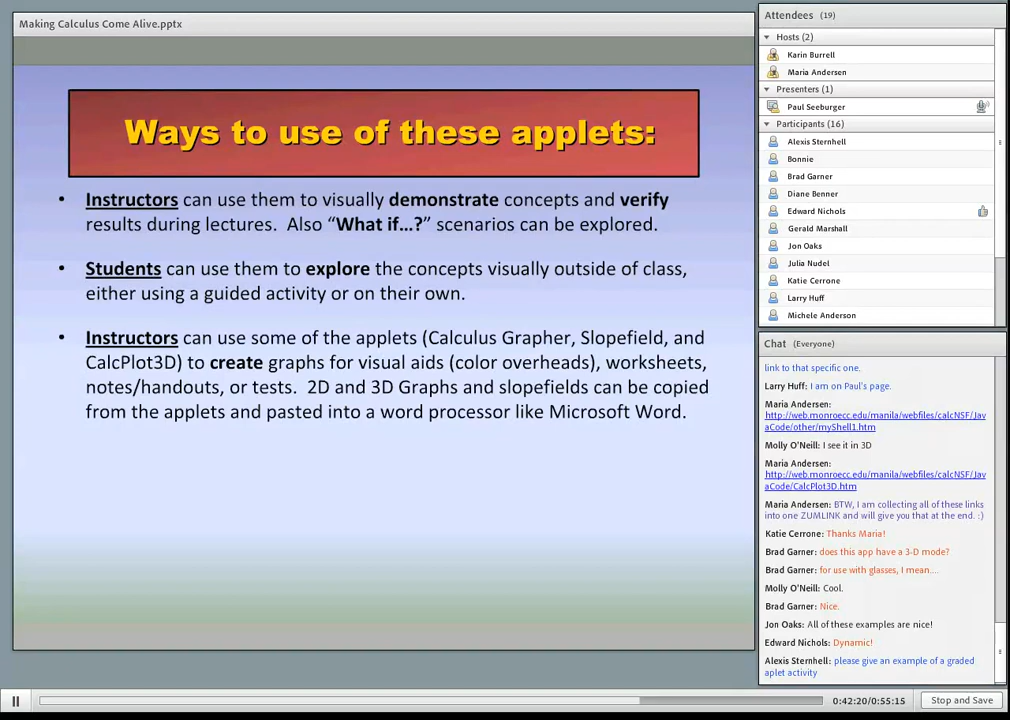 Making Calculus Come Alive.pptx
Ways to use of these applets:
• Instructors can use them to visually demonstrate concepts and verify
results during lectures. Also “What if...?” scenarios can be explored.
• Students can use them to explore the concepts visually outside of class,
either using a guided activity or on their own.
• Instructors can use some of the applets (Calculus Grapher, Slopefield, and
CalcPlot3D) to create graphs for visual aids (color overheads), worksheets,
notes/handouts, or tests. 2D and 3D Graphs and slopefields can be copied
from the applets and pasted into a word processor like Microsoft Word.
Attendees (19)
Hosts (2)
Karin Burrell
Maria Andersen
Presenters (1)
Paul Seeburger
Participants (16)
Alexis Sternhell
Bonnie
Brad Garner
Diane Benner
Edward Nichols
Gerald Marshall
Jon Oaks
Julia Nudel
Katie Cerrone
Larry Huff
Michele Anderson
Chat (Everyone)
link to that specific one.
Larry Huff: I am on Paul's page.
Maria Andersen:
http://web.monroecc.edu/manila/webfiles/calcNSF/Jav
aCode/other/myShell1.htm
Molly O'Neill: I see it in 3D
Maria Andersen:
http://web.monroecc.edu/manila/webfiles/calcNSF/Jav
aCode/CalcPlot3D.htm
Maria Andersen: BTW, I am collecting all of these links
into one ZUMLINK and will give you that at the end. :)
Katie Cerrone: Thanks Maria!
Brad Garner: does this app have a 3-D mode?
Brad Garner: for use with glasses, I mean....
Molly O'Neill: Cool.
Brad Garner: Nice.
Jon Oaks: All of these examples are nice!
Edward Nichols: Dynamic!
Alexis Sternhell: please give an example of a graded
aplet activity
0:42:20/0:55:15
Stop and Save